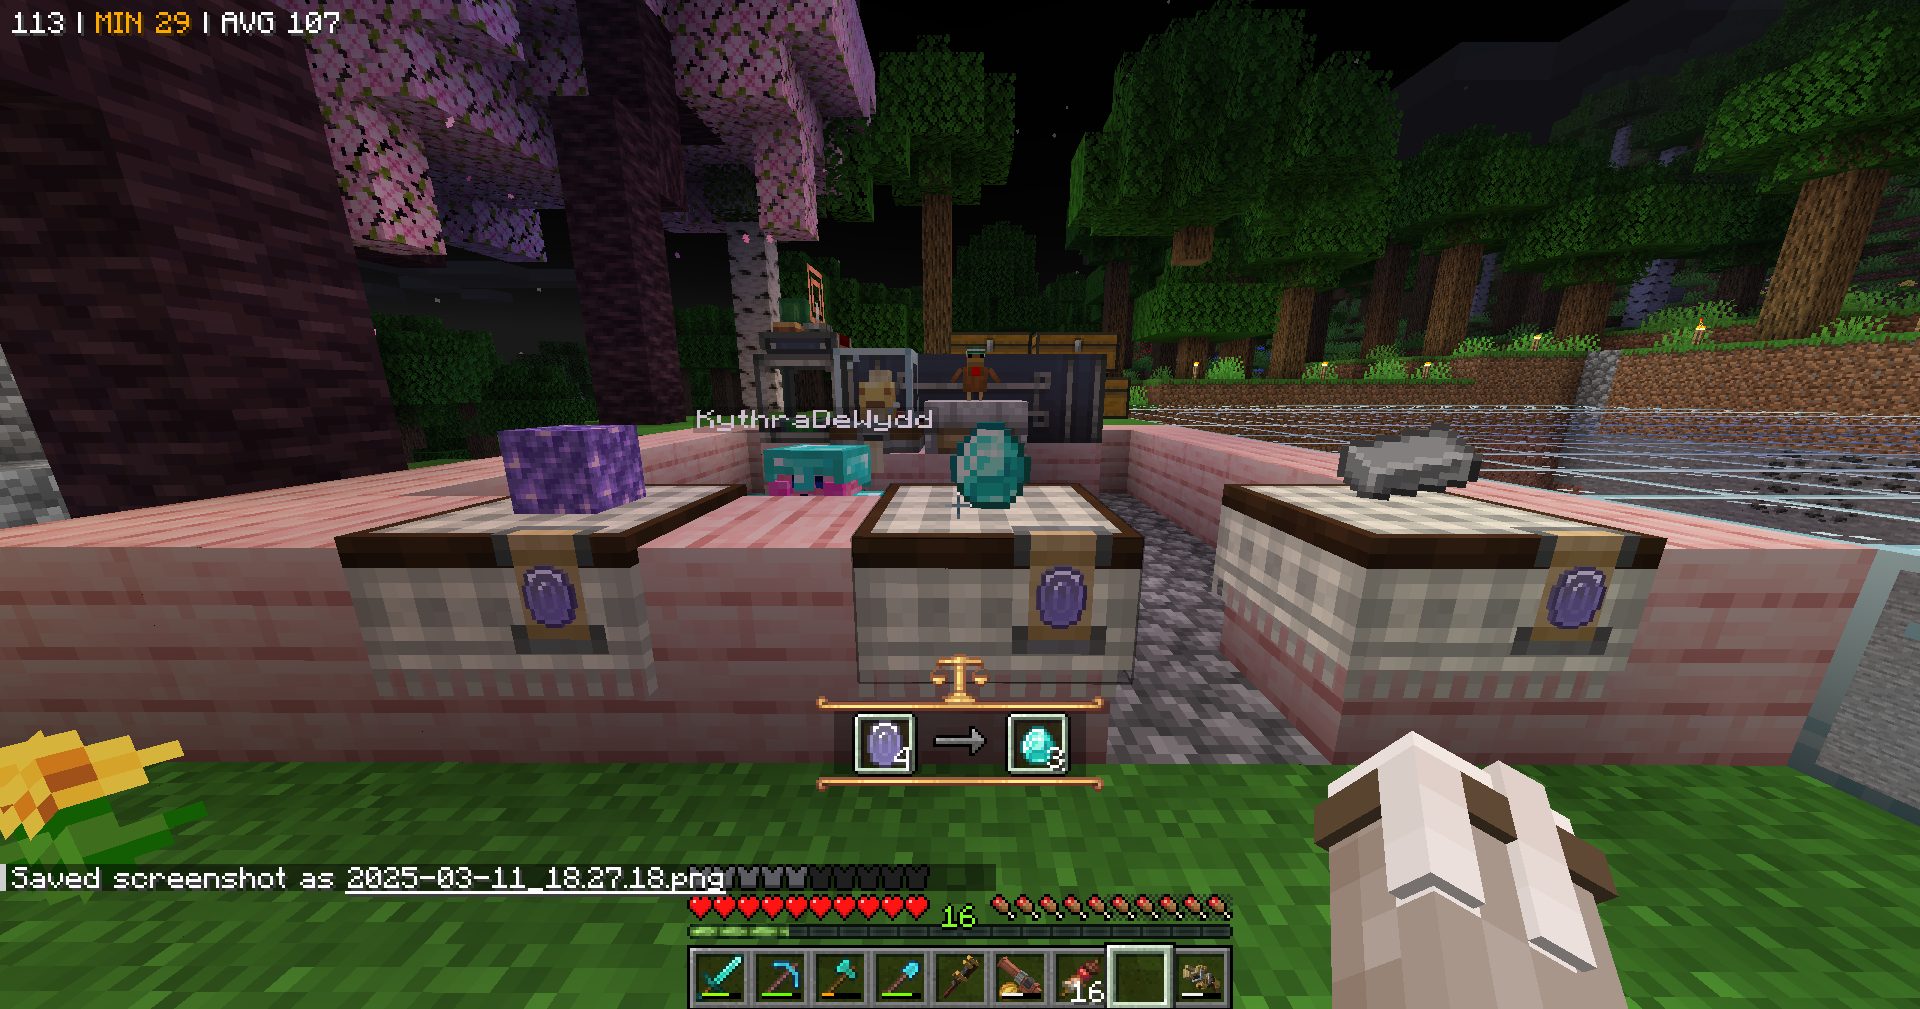 113 | MIN 29 | AVG 107
KythraDeWydd
4
3
Saved screenshot as 2025-03-11_18.27.18.png
16
16